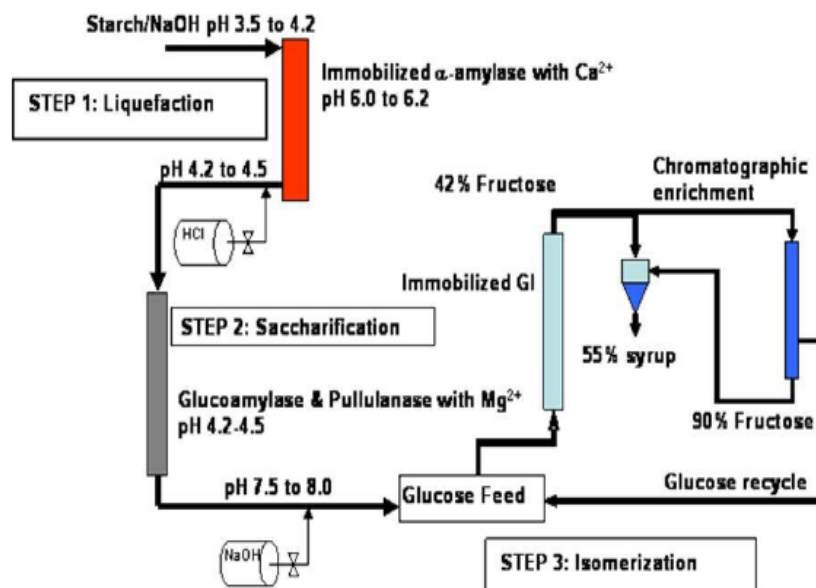 Starch/NaOH pH 3.5 to 4.2
Immobilized α-amylase with Ca²⁺
pH 6.0 to 6.2
STEP 1: Liquefaction
pH 4.2 to 4.5
HCl
42% Fructose
Chromatographic
enrichment
Immobilized GI
STEP 2: Saccharification
55% syrup
Glucoamylase & Pullulanase with Mg²⁺
pH 4.2-4.5
90% Fructose
pH 7.5 to 8.0
Glucose Feed
Glucose recycle
NaOH
STEP 3: Isomerization